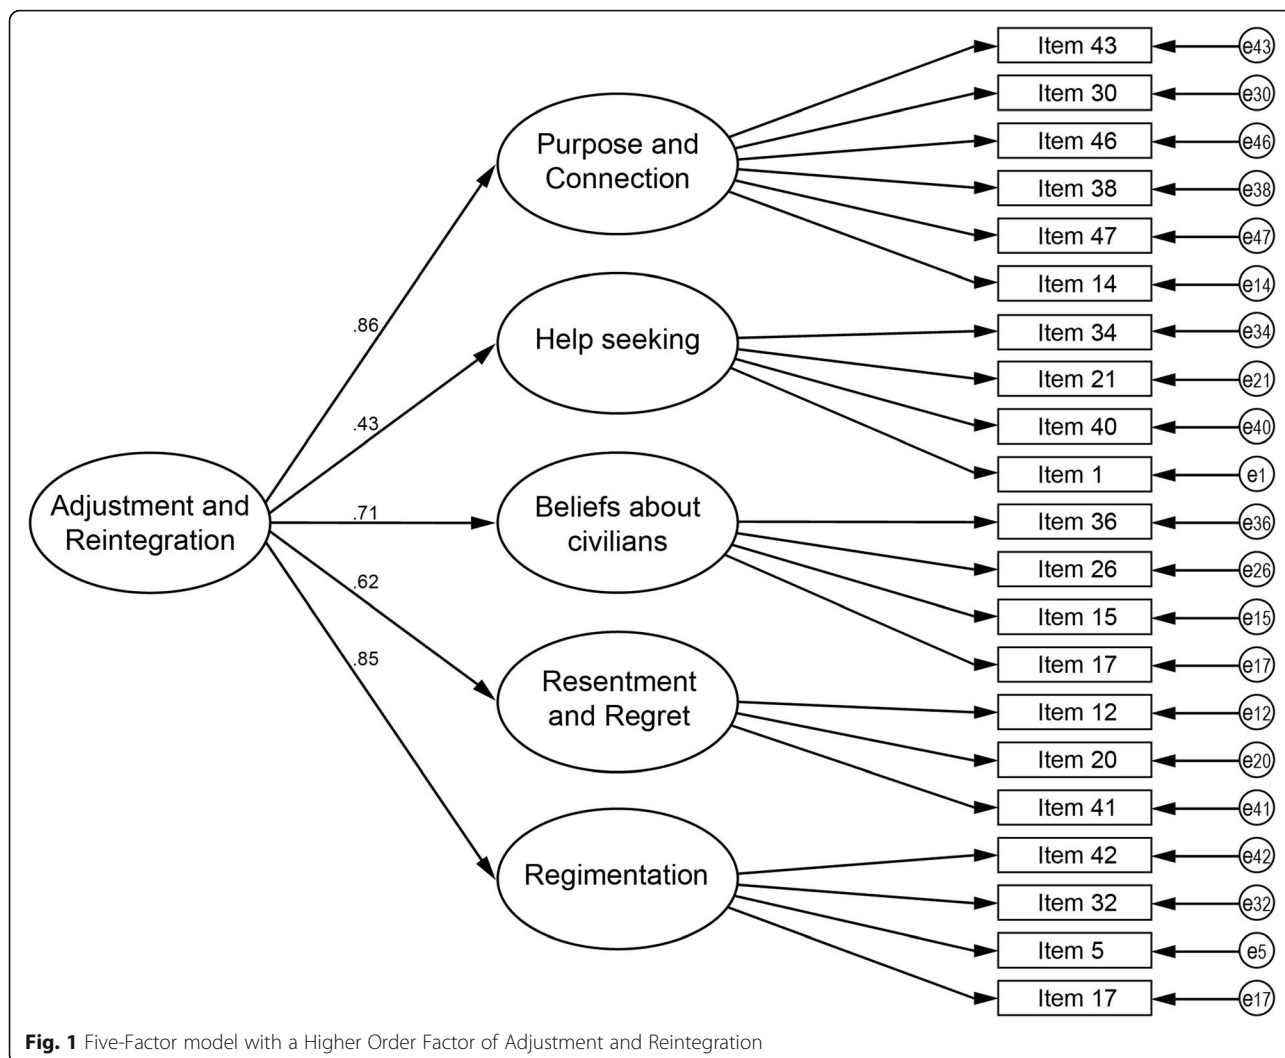 Adjustment and
Reintegration
.86
.43
.71
.62
.85
Purpose and
Connection
Help seeking
Beliefs about
civilians
Resentment
and Regret
Regimentation
Item 43
e43
Item 30
e30
Item 46
e46
Item 38
e38
Item 47
e47
Item 14
e14
Item 34
e34
Item 21
e21
Item 40
e40
Item 1
e1
Item 36
e36
Item 26
e26
Item 15
e15
Item 17
e17
Item 12
e12
Item 20
e20
Item 41
e41
Item 42
e42
Item 32
e32
Item 5
e5
Item 17
e17
Fig. 1 Five-Factor model with a Higher Order Factor of Adjustment and Reintegration